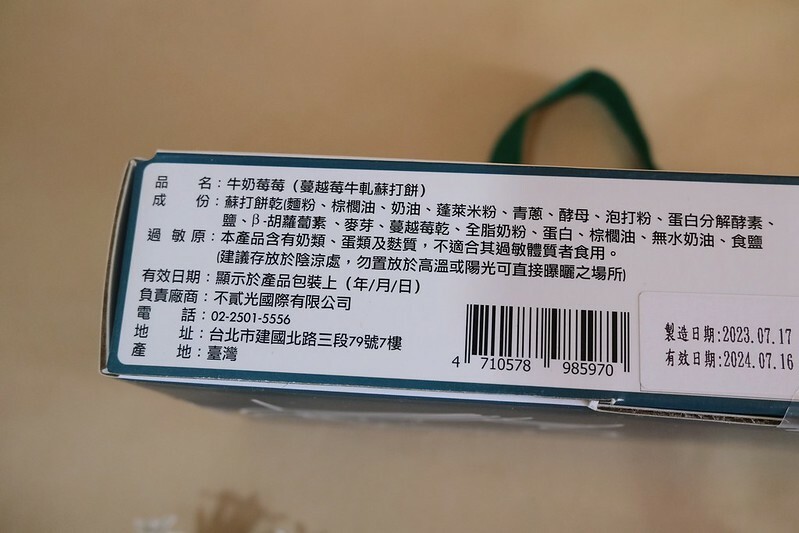 品　　名：牛奶莓莓（蔓越莓牛軋蘇打餅）
成　　份：蘇打餅乾(麵粉、棕櫚油、奶油、蓬萊米粉、青蔥、酵母、泡打粉、蛋白分解酵素、
鹽、β-胡蘿蔔素、麥芽、蔓越莓乾、全脂奶粉、蛋白、棕櫚油、無水奶油、食鹽
過 敏 原：本產品含有奶類、蛋類及麩質，不適合其過敏體質者食用。
(建議存放於陰涼處，勿置放於高溫或陽光可直接曝曬之場所)
有效日期：顯示於產品包裝上（年/月/日）
負責廠商：不貳光國際有限公司
電　　話：02-2501-5556
地　　址：台北市建國北路三段79號7樓
產　　地：臺灣
4 710578 985970
製造日期:2023.07.17
有效日期:2024.07.16